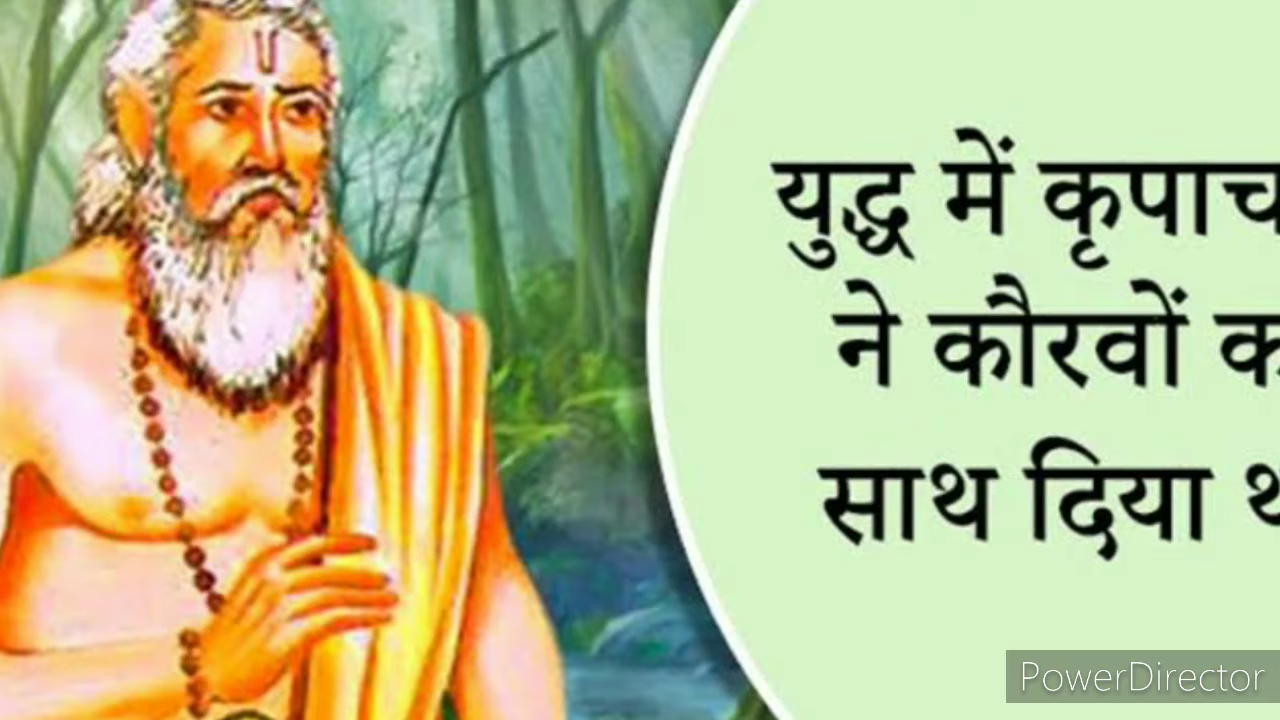 युद्ध में कृपाच
ने कौरवों
साथ दिया
PowerDirector